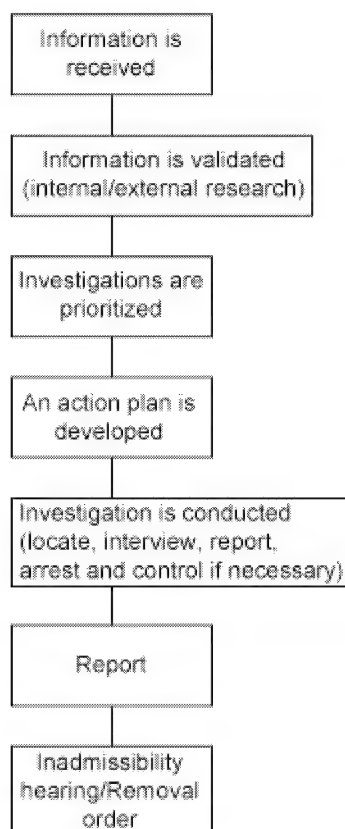 Information is
received
Information is validated
(internal/external research)
Investigations are
prioritized
An action plan is
developed
Investigation is conducted
(locate, interview, report,
arrest and control if necessary)
Report
Inadmissibility
hearing/Removal
order